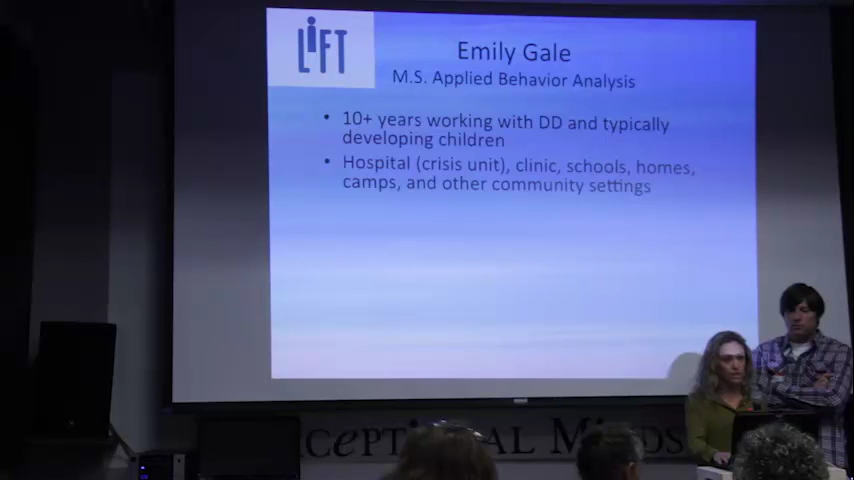 LiFT
Emily Gale
M.S. Applied Behavior Analysis
• 10+ years working with DD and typically
developing children
• Hospital (crisis unit), clinic, schools, homes,
camps, and other community settings